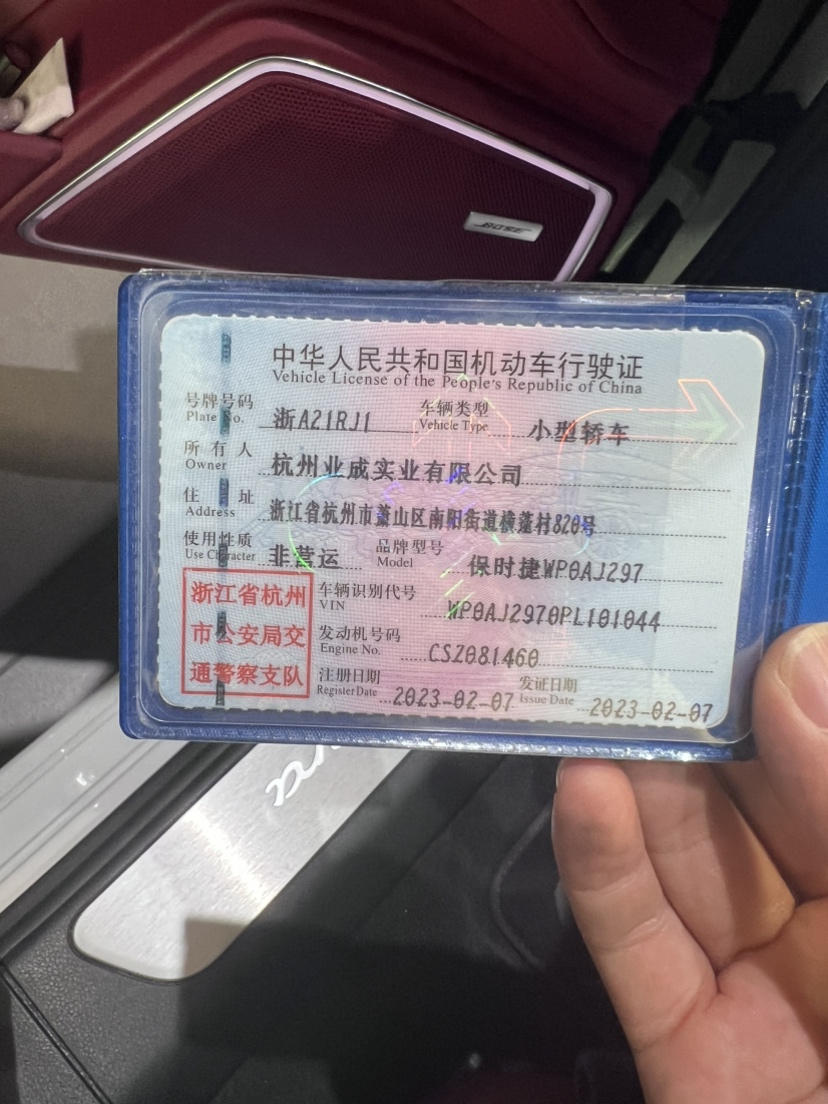 BOSE
中华人民共和国机动车行驶证
Vehicle License of the People's Republic of China
号牌号码 Plate No. 浙A21RJ1 车辆类型 Vehicle Type 小型轿车
所有人 Owner 杭州业成实业有限公司
住址 Address 浙江省杭州市萧山区南阳街道横蓬村820号
使用性质 Use Character 非营运 品牌型号 Model 保时捷WP0AJ297
浙江省杭州
市公安局交
通警察支队
车辆识别代号 VIN WP0AJ2970PL101044
发动机号码 Engine No. CSZ081460
注册日期 Register Date 2023-02-07 发证日期 Issue Date 2023-02-07